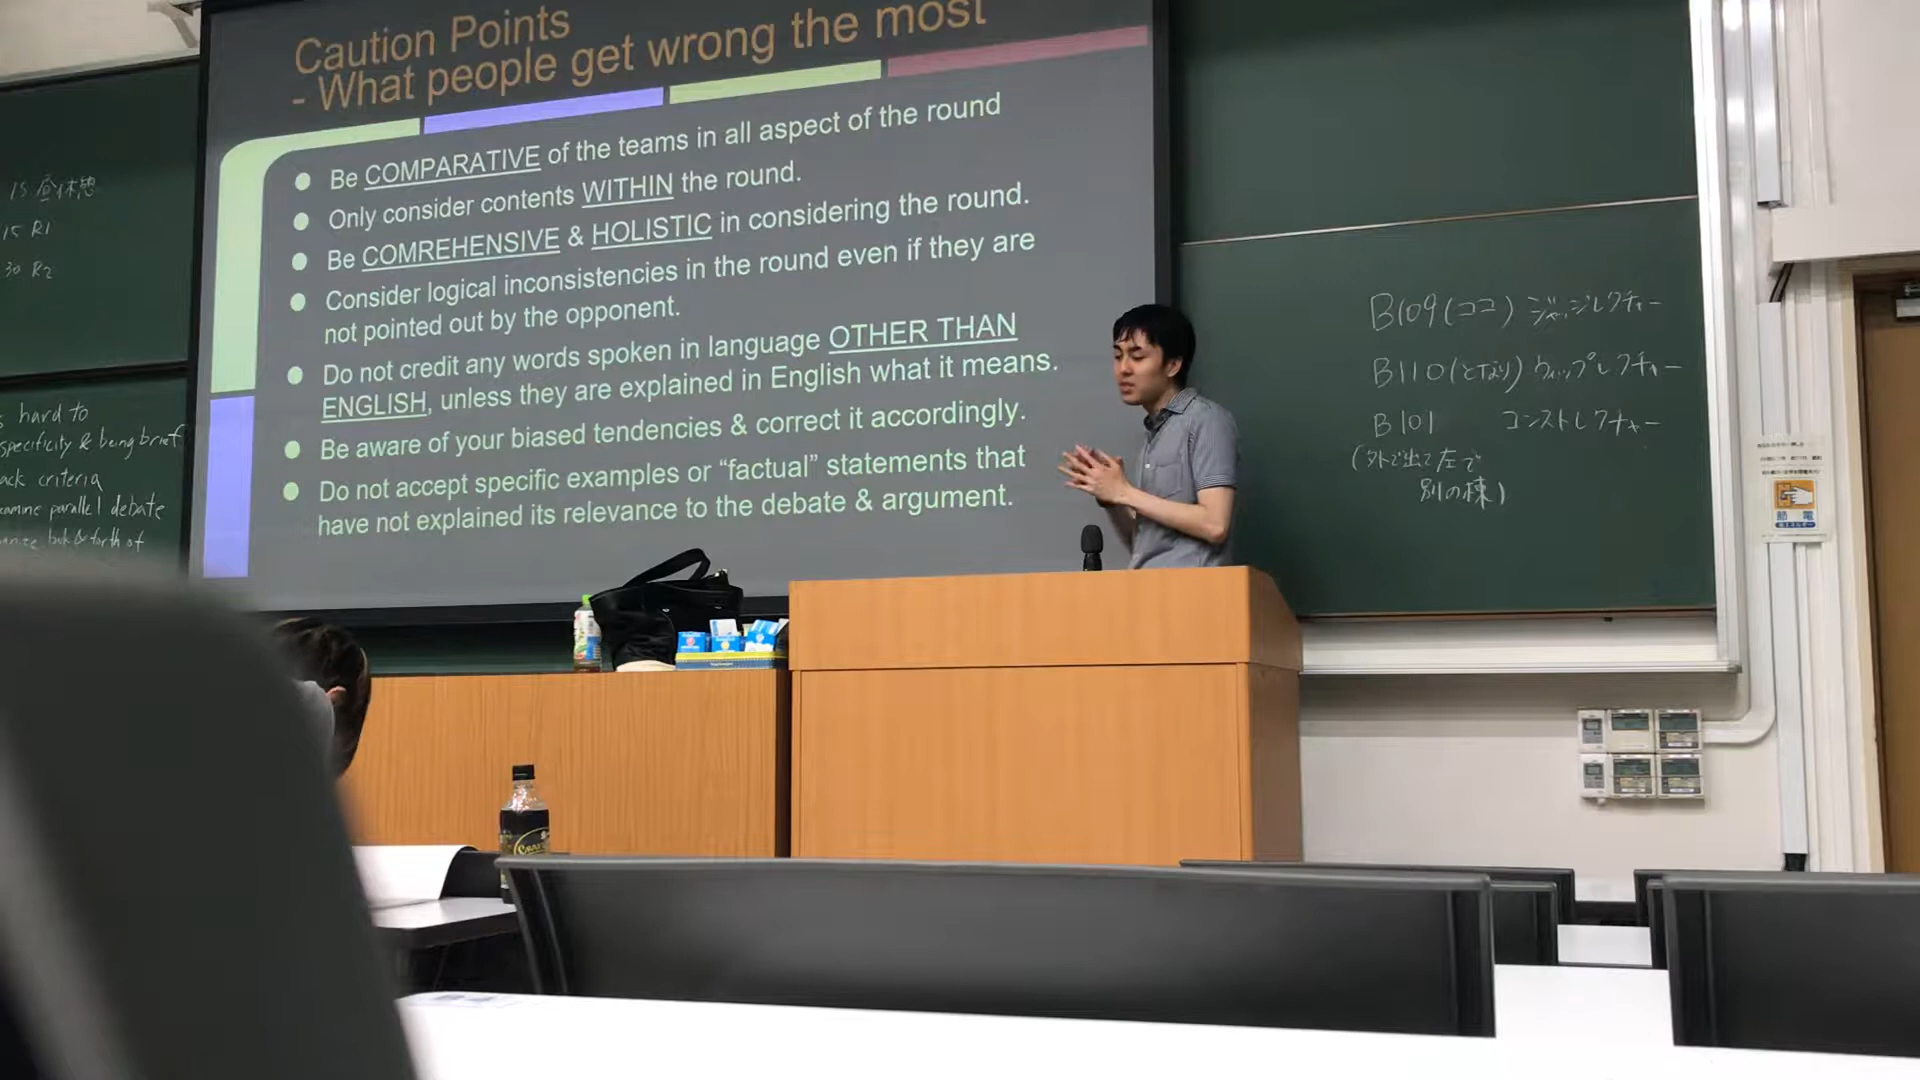 Caution Points
- What people get wrong the most
Be COMPARATIVE of the teams in all aspect of the round
Only consider contents WITHIN the round.
Be COMREHENSIVE & HOLISTIC in considering the round.
Consider logical inconsistencies in the round even if they are
not pointed out by the opponent.
Do not credit any words spoken in language OTHER THAN
ENGLISH, unless they are explained in English what it means.
Be aware of your biased tendencies & correct it accordingly.
Do not accept specific examples or “factual” statements that
have not explained its relevance to the debate & argument.
15 昼休憩
15 R1
30 R2
hard to
specificity & being brief
criteria
parallel debate
B109(ココ) ジャッジレクチャー
B110(となり) ウィップレクチャー
B101 コンストレクチャー
(外に出て左で
別の棟)
節電